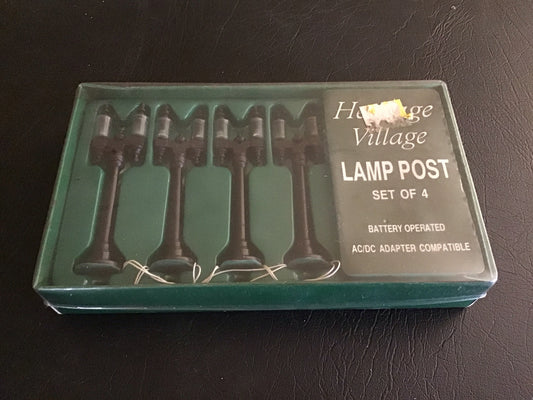 Village
LAMP POST
SET OF 4
BATTERY OPERATED
AC/DC ADAPTER COMPATIBLE